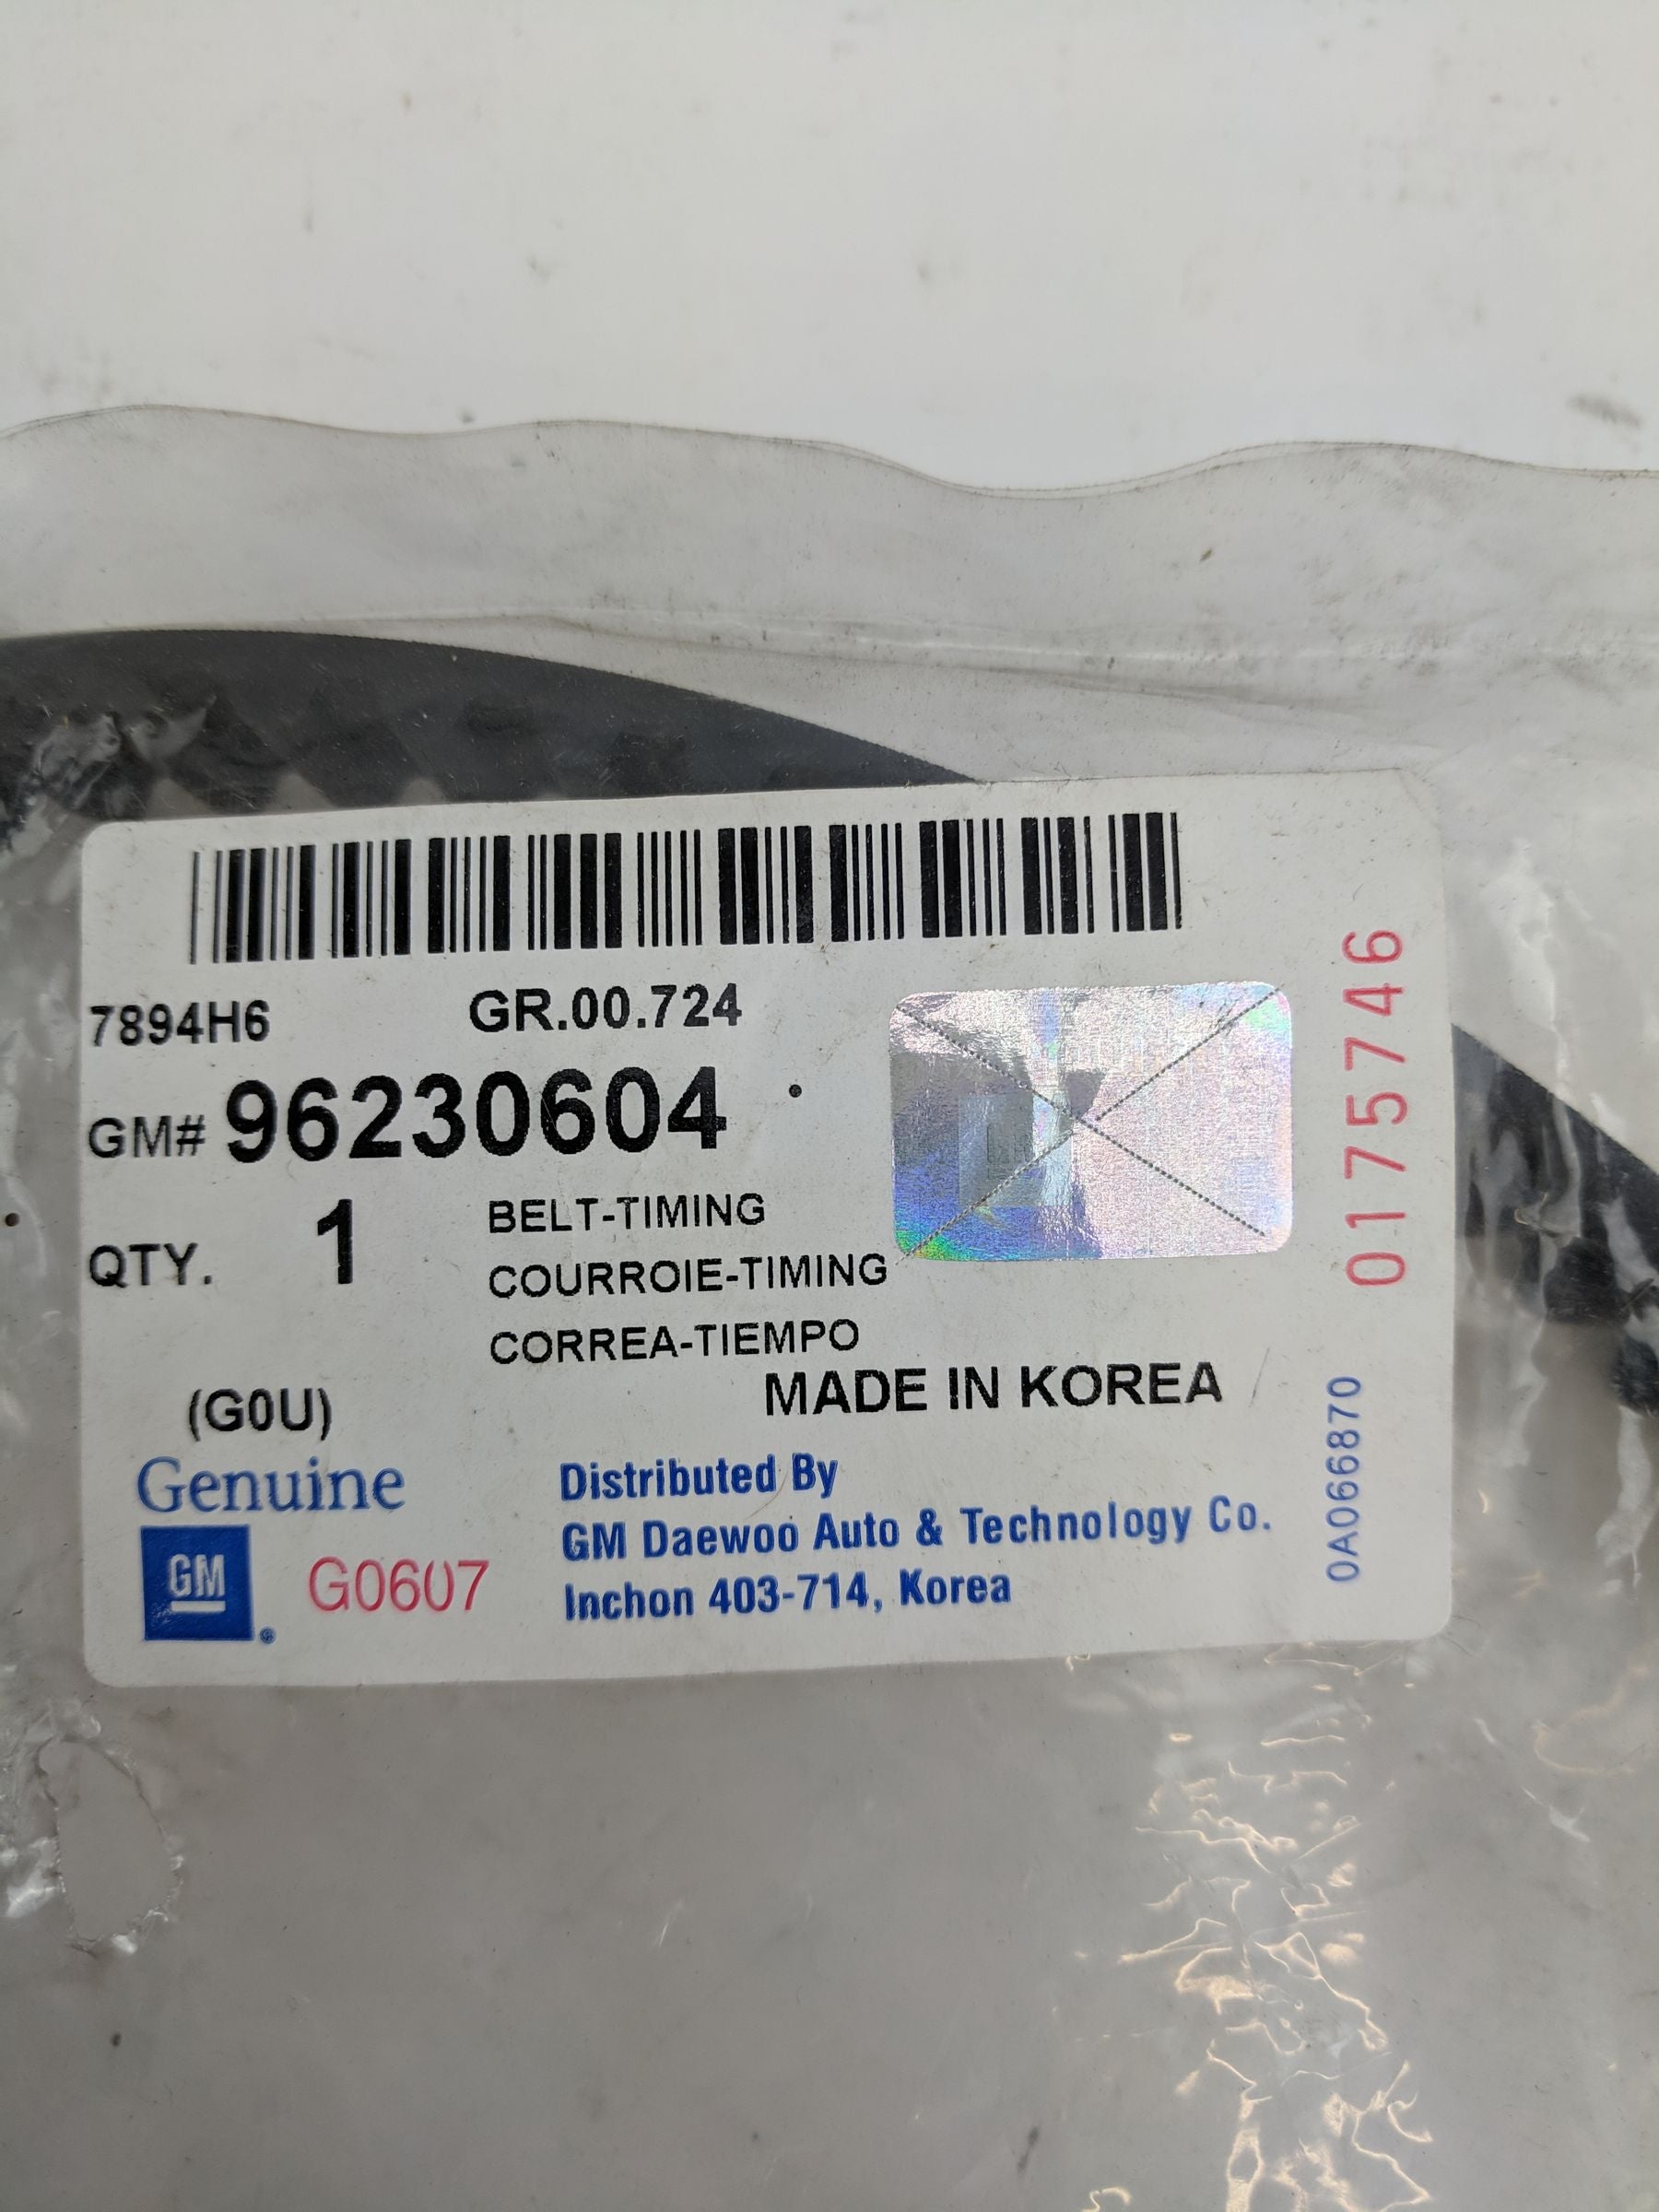 7894H6 GR.00.724
GM# 96230604
QTY. 1 BELT-TIMING
COURROIE-TIMING
CORREA-TIEMPO
MADE IN KOREA
(G0U)
Genuine
GM ®
G0607
Distributed By
GM Daewoo Auto & Technology Co.
Inchon 403-714, Korea
0175746
0A066870